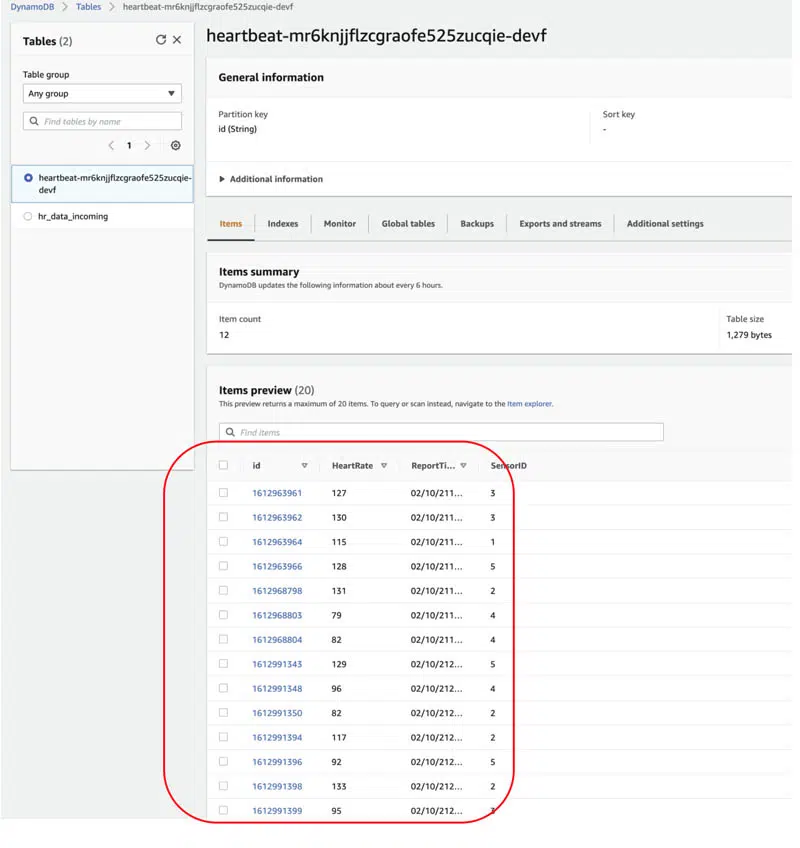 DynamoDB > Tables > heartbeat-mr6knjjflzcgraofe525zucqie-devf
Tables (2)
Table group
Any group
Find tables by name
1
heartbeat-mr6knjjflzcgraofe525zucqie-
devf
hr_data_incoming
heartbeat-mr6knjjflzcgraofe525zucqie-devf
General information
Partition key
id (String)
Sort key
-
Additional information
Items Indexes Monitor Global tables Backups Exports and streams Additional settings
Items summary
DynamoDB updates the following information about every 6 hours.
Item count
12
Table size
1,279 bytes
Items preview (20)
This preview returns a maximum of 20 items. To query or scan instead, navigate to the Item explorer.
Find items
id HeartRate ReportTi... SensorID
1612963961 127 02/10/211... 3
1612963962 130 02/10/211... 3
1612963964 115 02/10/211... 1
1612963966 128 02/10/211... 5
1612968798 131 02/10/211... 2
1612968803 79 02/10/211... 4
1612968804 82 02/10/211... 4
1612991343 129 02/10/212... 5
1612991348 96 02/10/212... 4
1612991350 82 02/10/212... 2
1612991394 117 02/10/212... 2
1612991396 92 02/10/212... 5
1612991398 133 02/10/212... 2
1612991399 95 02/10/212...